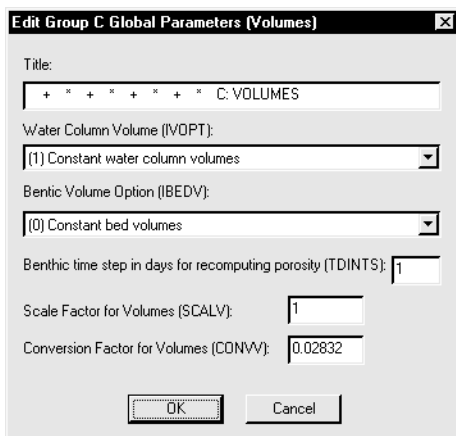 Edit Group C Global Parameters (Volumes)
Title:
+ * + * + * + * C: VOLUMES
Water Column Volume (IVOPT):
(1) Constant water column volumes
Bentic Volume Option (IBEDV):
(0) Constant bed volumes
Benthic time step in days for recomputing porosity (TDINTS): 1
Scale Factor for Volumes (SCALV): 1
Conversion Factor for Volumes (CONVV): 0.02832
OK Cancel